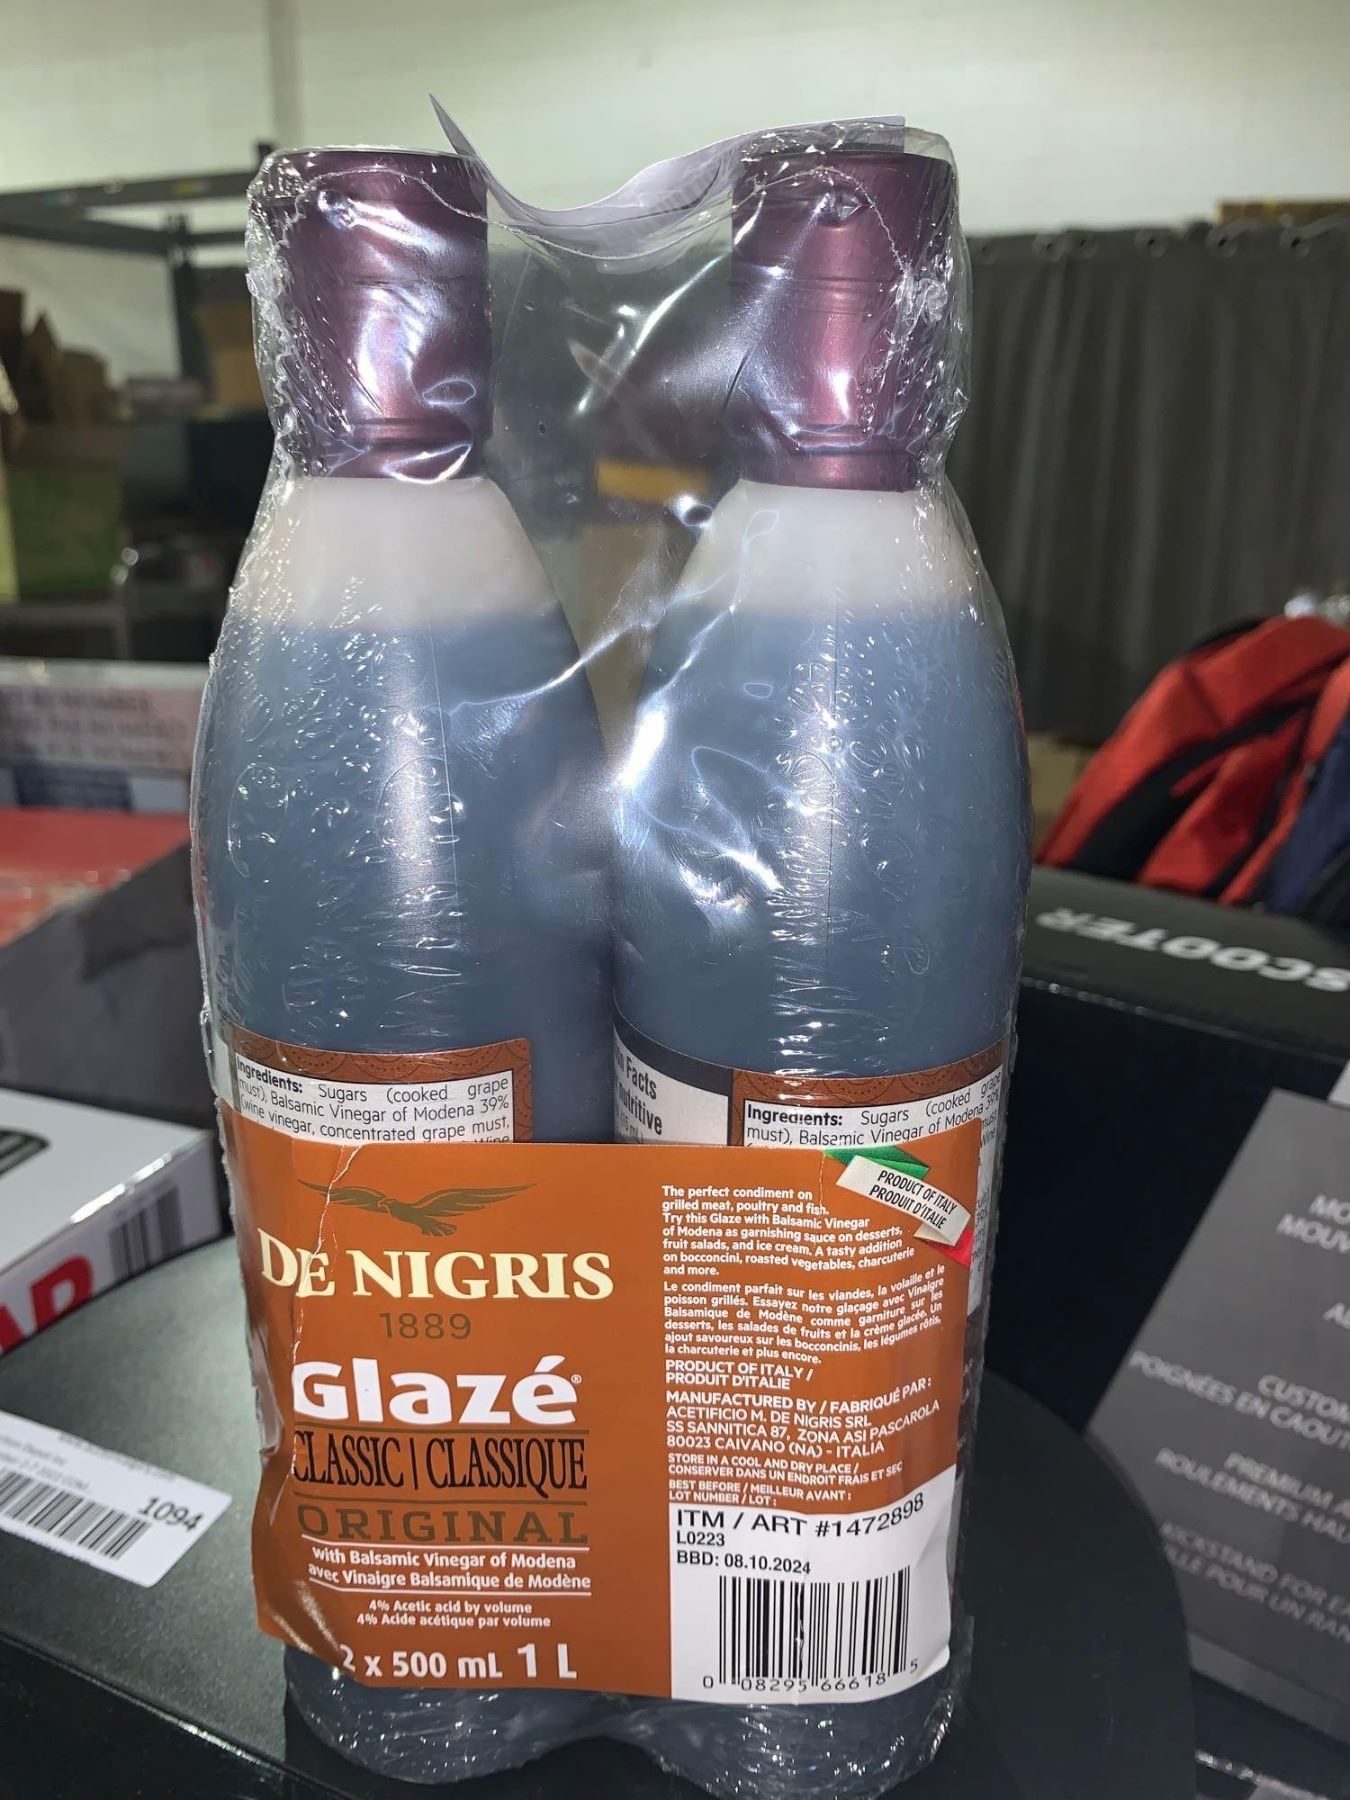 SCOOTER
Ingredients: Sugars (cooked grape
must), Balsamic Vinegar of Modena 39%
(wine vinegar, concentrated grape must,
Facts
nutritive
Ingredients: Sugars (cooked grape
must), Balsamic Vinegar of Modena 39%
DE NIGRIS
1889
Glazé®
CLASSIC | CLASSIQUE
ORIGINAL
with Balsamic Vinegar of Modena
avec Vinaigre Balsamique de Modène
4% Acetic acid by volume
4% Acide acétique par volume
2 x 500 mL 1 L
PRODUCT OF ITALY
PRODUIT D'ITALIE
The perfect condiment on
grilled meat, poultry and fish.
Try this Glaze with Balsamic Vinegar
of Modena as garnishing sauce on desserts,
fruit salads, and ice cream. A tasty addition
on bocconcini, roasted vegetables, charcuterie
and more.
Le condiment parfait sur les viandes, la volaille et le
poisson grillés. Essayez notre glaçage avec Vinaigre
Balsamique de Modène comme garniture sur les
desserts, les salades de fruits et la crème glacée. Un
ajout savoureux sur les bocconcinis, les légumes rôtis,
la charcuterie et plus encore.
PRODUCT OF ITALY /
PRODUIT D'ITALIE
MANUFACTURED BY / FABRIQUÉ PAR :
ACETIFICIO M. DE NIGRIS SRL
SS SANNITICA 87, ZONA ASI PASCAROLA
80023 CAIVANO (NA) - ITALIA
STORE IN A COOL AND DRY PLACE /
CONSERVER DANS UN ENDROIT FRAIS ET SEC
BEST BEFORE / MEILLEUR AVANT :
LOT NUMBER / LOT :
ITM / ART #1472898
L0223
BBD: 08.10.2024
0 08295 66618 5
1094
POIGNÉES EN CAOUT
CUSTOM
PREMIUM
ROULEMENTS HAU
KICKSTAND FOR